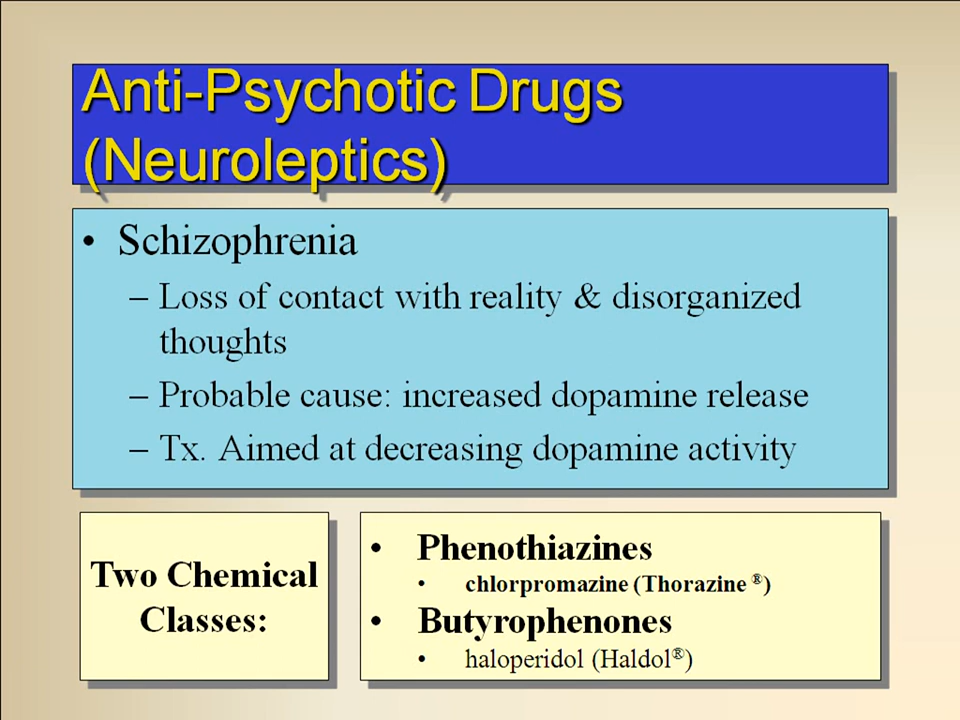 Anti-Psychotic Drugs
(Neuroleptics)
• Schizophrenia
– Loss of contact with reality & disorganized
thoughts
– Probable cause: increased dopamine release
– Tx. Aimed at decreasing dopamine activity
Two Chemical
Classes:
• Phenothiazines
• chlorpromazine (Thorazine ®)
• Butyrophenones
• haloperidol (Haldol®)